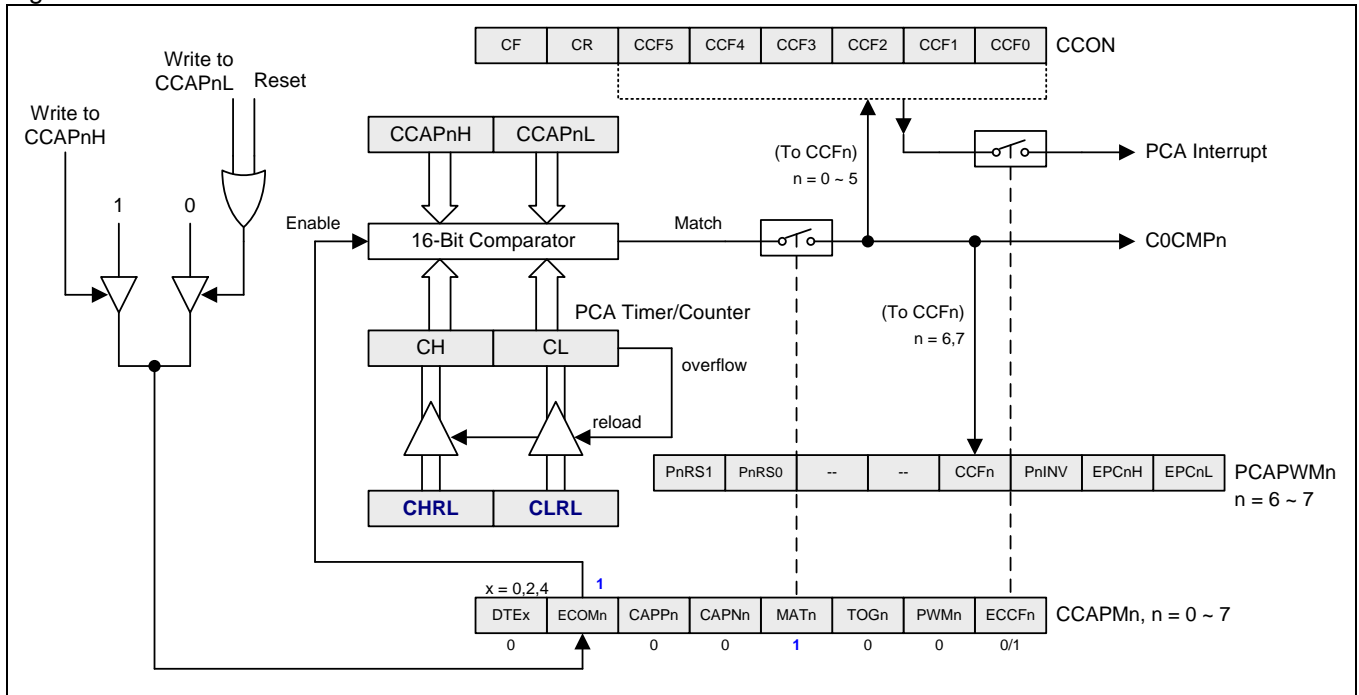 CF CR CCF5 CCF4 CCF3 CCF2 CCF1 CCF0 CCON
Write to
CCAPnL
Reset
Write to
CCAPnH
CCAPnH CCAPnL
(To CCFn)
n = 0 ~ 5
PCA Interrupt
1 0
Enable
16-Bit Comparator
Match
C0CMPn
PCA Timer/Counter
(To CCFn)
n = 6,7
CH CL
overflow
reload
PnRS1 PnRS0 -- -- CCFn PnINV EPCnH EPCnL PCAPWMn
n = 6 ~ 7
CHRL CLRL
x = 0,2,4 1
DTEx ECOMn CAPPn CAPNn MATn TOGn PWMn ECCFn CCAPMn, n = 0 ~ 7
0 0 0 1 0 0 0/1